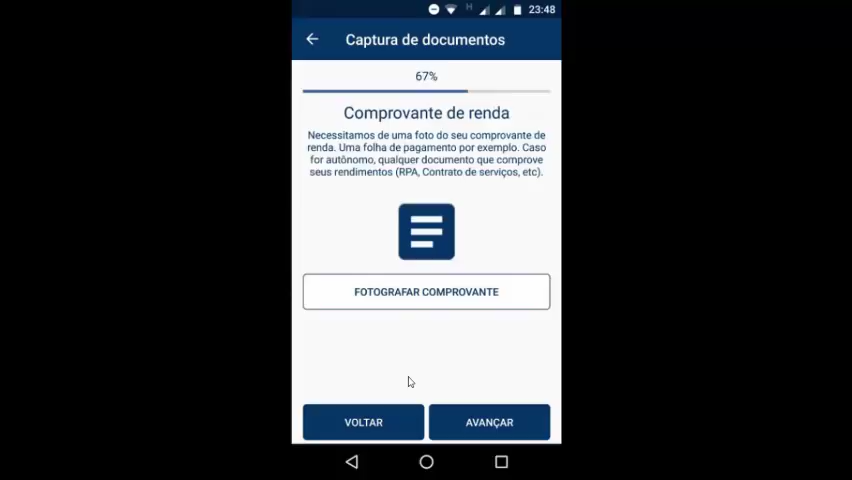 H 23:48
Captura de documentos
67%
Comprovante de renda
Necessitamos de uma foto do seu comprovante de
renda. Uma folha de pagamento por exemplo. Caso
for autônomo, qualquer documento que comprove
seus rendimentos (RPA, Contrato de serviços, etc).
FOTOGRAFAR COMPROVANTE
VOLTAR AVANÇAR